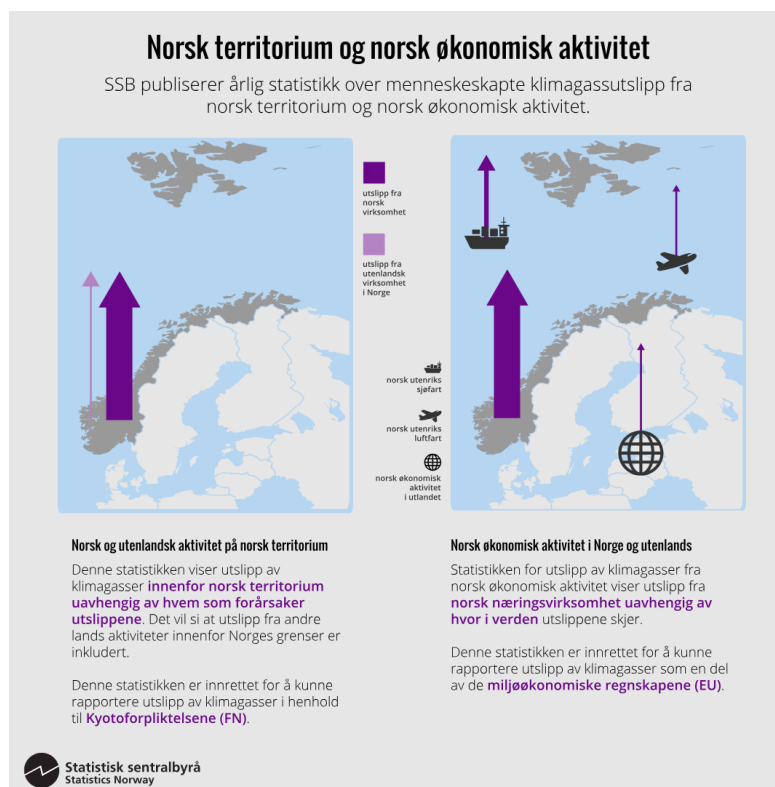 Norsk territorium og norsk økonomisk aktivitet
SSB publiserer årlig statistikk over menneskeskapte klimagassutslipp fra
norsk territorium og norsk økonomisk aktivitet.
utslipp fra
norsk
virksomhet
utslipp fra
utenlandsk
virksomhet
i Norge
norsk utenriks
sjøfart
norsk utenriks
luftfart
norsk økonomisk
aktivitet
i utlandet
Norsk og utenlandsk aktivitet på norsk territorium
Denne statistikken viser utslipp av
klimagasser innenfor norsk territorium
uavhengig av hvem som forårsaker
utslippene. Det vil si at utslipp fra andre
lands aktiviteter innenfor Norges grenser er
inkludert.
Denne statistikken er innrettet for å kunne
rapportere utslipp av klimagasser i henhold
til Kyotoforpliktelsene (FN).
Norsk økonomisk aktivitet i Norge og utenlands
Statistikken for utslipp av klimagasser fra
norsk økonomisk aktivitet viser utslipp fra
norsk næringsvirksomhet uavhengig av
hvor i verden utslippene skjer.
Denne statistikken er innrettet for å kunne
rapportere utslipp av klimagasser som en del
av de miljøøkonomiske regnskapene (EU).
Statistisk sentralbyrå
Statistics Norway